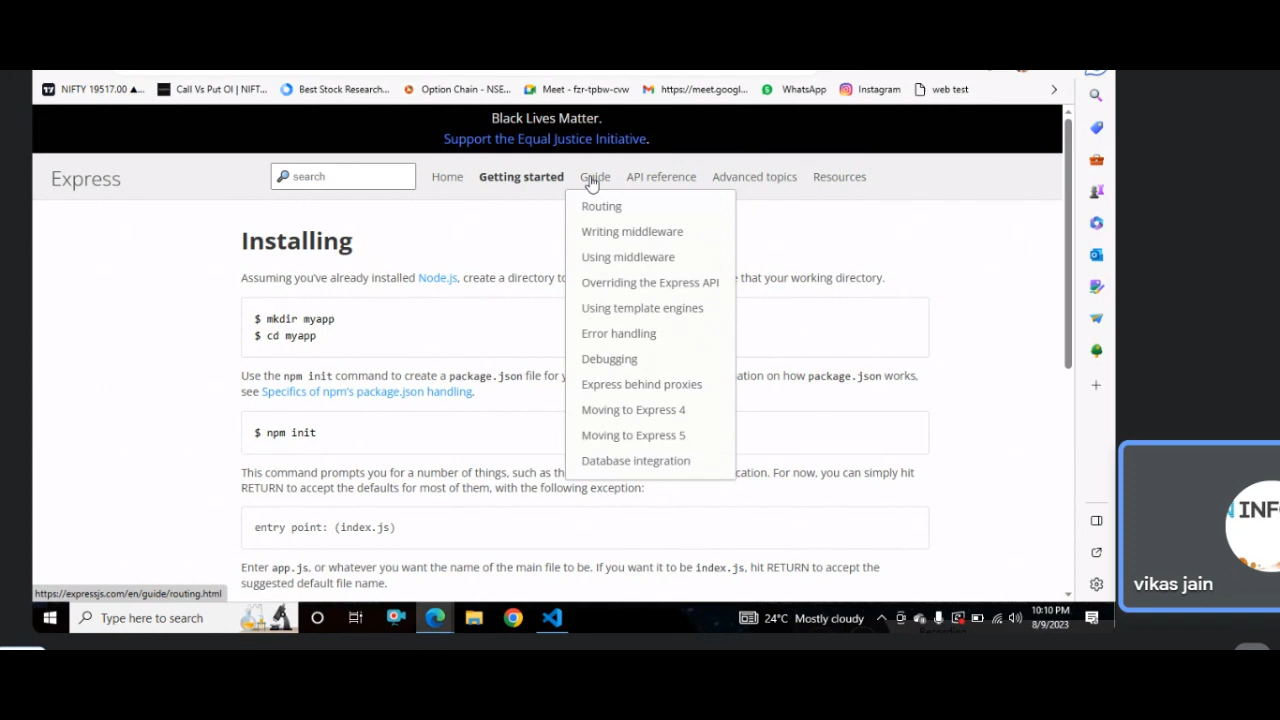 NIFTY 19517.00 ▲...
Call Vs Put OI | NIFT...
Best Stock Research...
Option Chain - NSE...
Meet - fzr-tpbw-cvw
https://meet.googl...
WhatsApp
Instagram
web test
Black Lives Matter.
Support the Equal Justice Initiative.
Express
search
Home
Getting started
Guide
API reference
Advanced topics
Resources
Routing
Writing middleware
Using middleware
Overriding the Express API
Using template engines
Error handling
Debugging
Express behind proxies
Moving to Express 4
Moving to Express 5
Database integration
Installing
Assuming you've already installed Node.js, create a directory to e that your working directory.
$ mkdir myapp
$ cd myapp
Use the npm init command to create a package.json file for y ation on how package.json works,
see Specifics of npm's package.json handling.
$ npm init
This command prompts you for a number of things, such as th cation. For now, you can simply hit
RETURN to accept the defaults for most of them, with the following exception:
entry point: (index.js)
Enter app.js, or whatever you want the name of the main file to be. If you want it to be index.js, hit RETURN to accept the
suggested default file name.
https://expressjs.com/en/guide/routing.html
Type here to search
24°C Mostly cloudy
10:10 PM
8/9/2023
N INFO
vikas jain